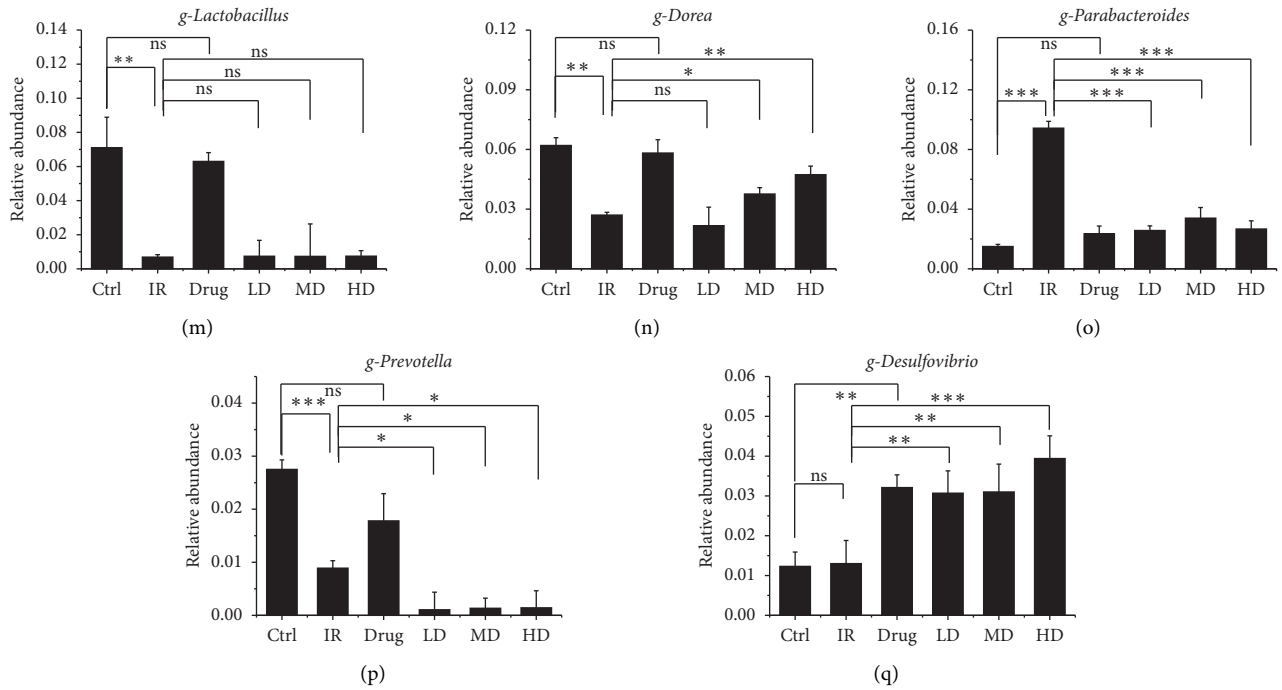 g-Lactobacillus
0.14
0.12
0.10
0.08
0.06
0.04
0.02
0.00
Relative abundance
ns
**
ns
ns
ns
Ctrl IR Drug LD MD HD
(m)
g-Dorea
0.12
0.09
0.06
0.03
0.00
Relative abundance
ns
**
**
*
ns
Ctrl IR Drug LD MD HD
(n)
g-Parabacteroides
0.16
0.12
0.08
0.04
0.00
Relative abundance
ns
***
***
***
***
Ctrl IR Drug LD MD HD
(o)
g-Prevotella
0.04
0.03
0.02
0.01
0.00
Relative abundance
ns
***
*
*
*
Ctrl IR Drug LD MD HD
(p)
g-Desulfovibrio
0.06
0.05
0.04
0.03
0.02
0.01
0.00
Relative abundance
**
***
**
**
ns
Ctrl IR Drug LD MD HD
(q)